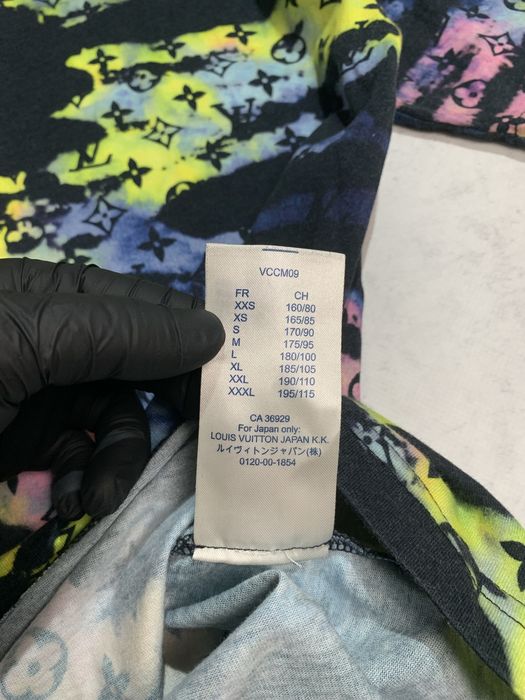 VCCM09
FR CH
XXS 160/80
XS 165/85
S 170/90
M 175/95
L 180/100
XL 185/105
XXL 190/110
XXXL 195/115
CA 36929
For Japan only:
LOUIS VUITTON JAPAN K.K.
ルイヴィトンジャパン(株)
0120-00-1854